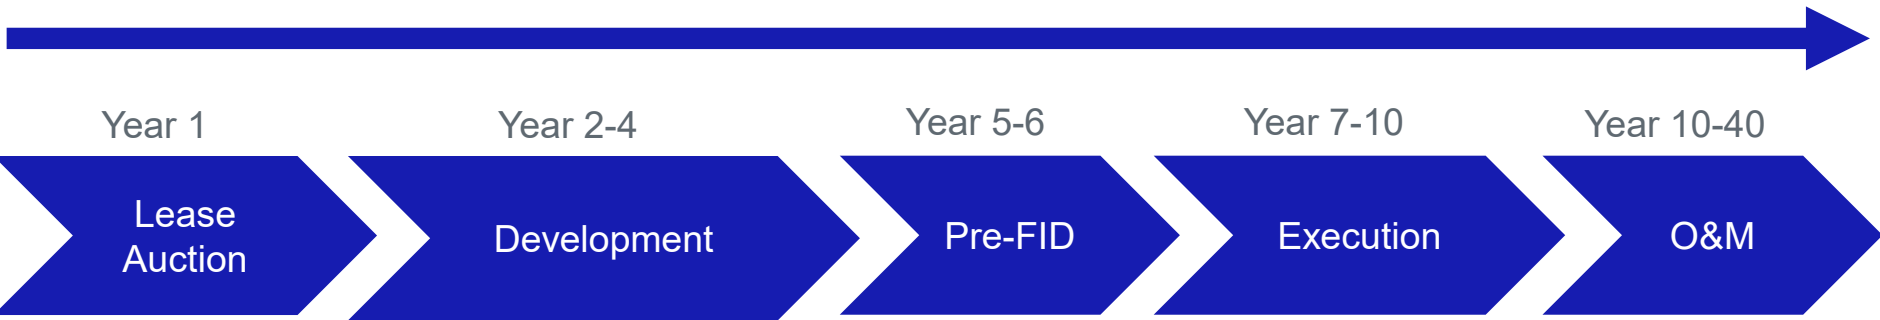 Year 1
Year 2-4
Year 5-6
Year 7-10
Year 10-40
Lease
Auction
Development
Pre-FID
Execution
O&M